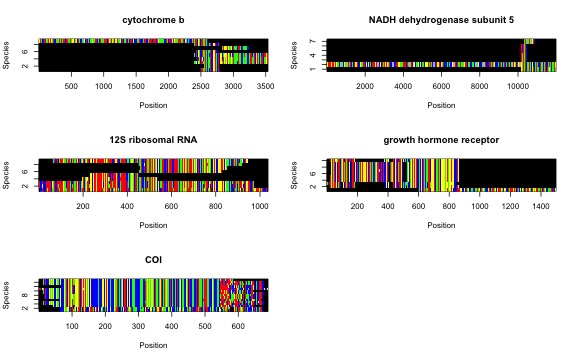 cytochrome b
Species
2 6
500 1000 1500 2000 2500 3000 3500
Position
NADH dehydrogenase subunit 5
Species
1 4 7
2000 4000 6000 8000 10000
Position
12S ribosomal RNA
Species
2 6
200 400 600 800 1000
Position
growth hormone receptor
Species
2 6
200 400 600 800 1000 1200 1400
Position
COI
Species
2 8
100 200 300 400 500 600
Position